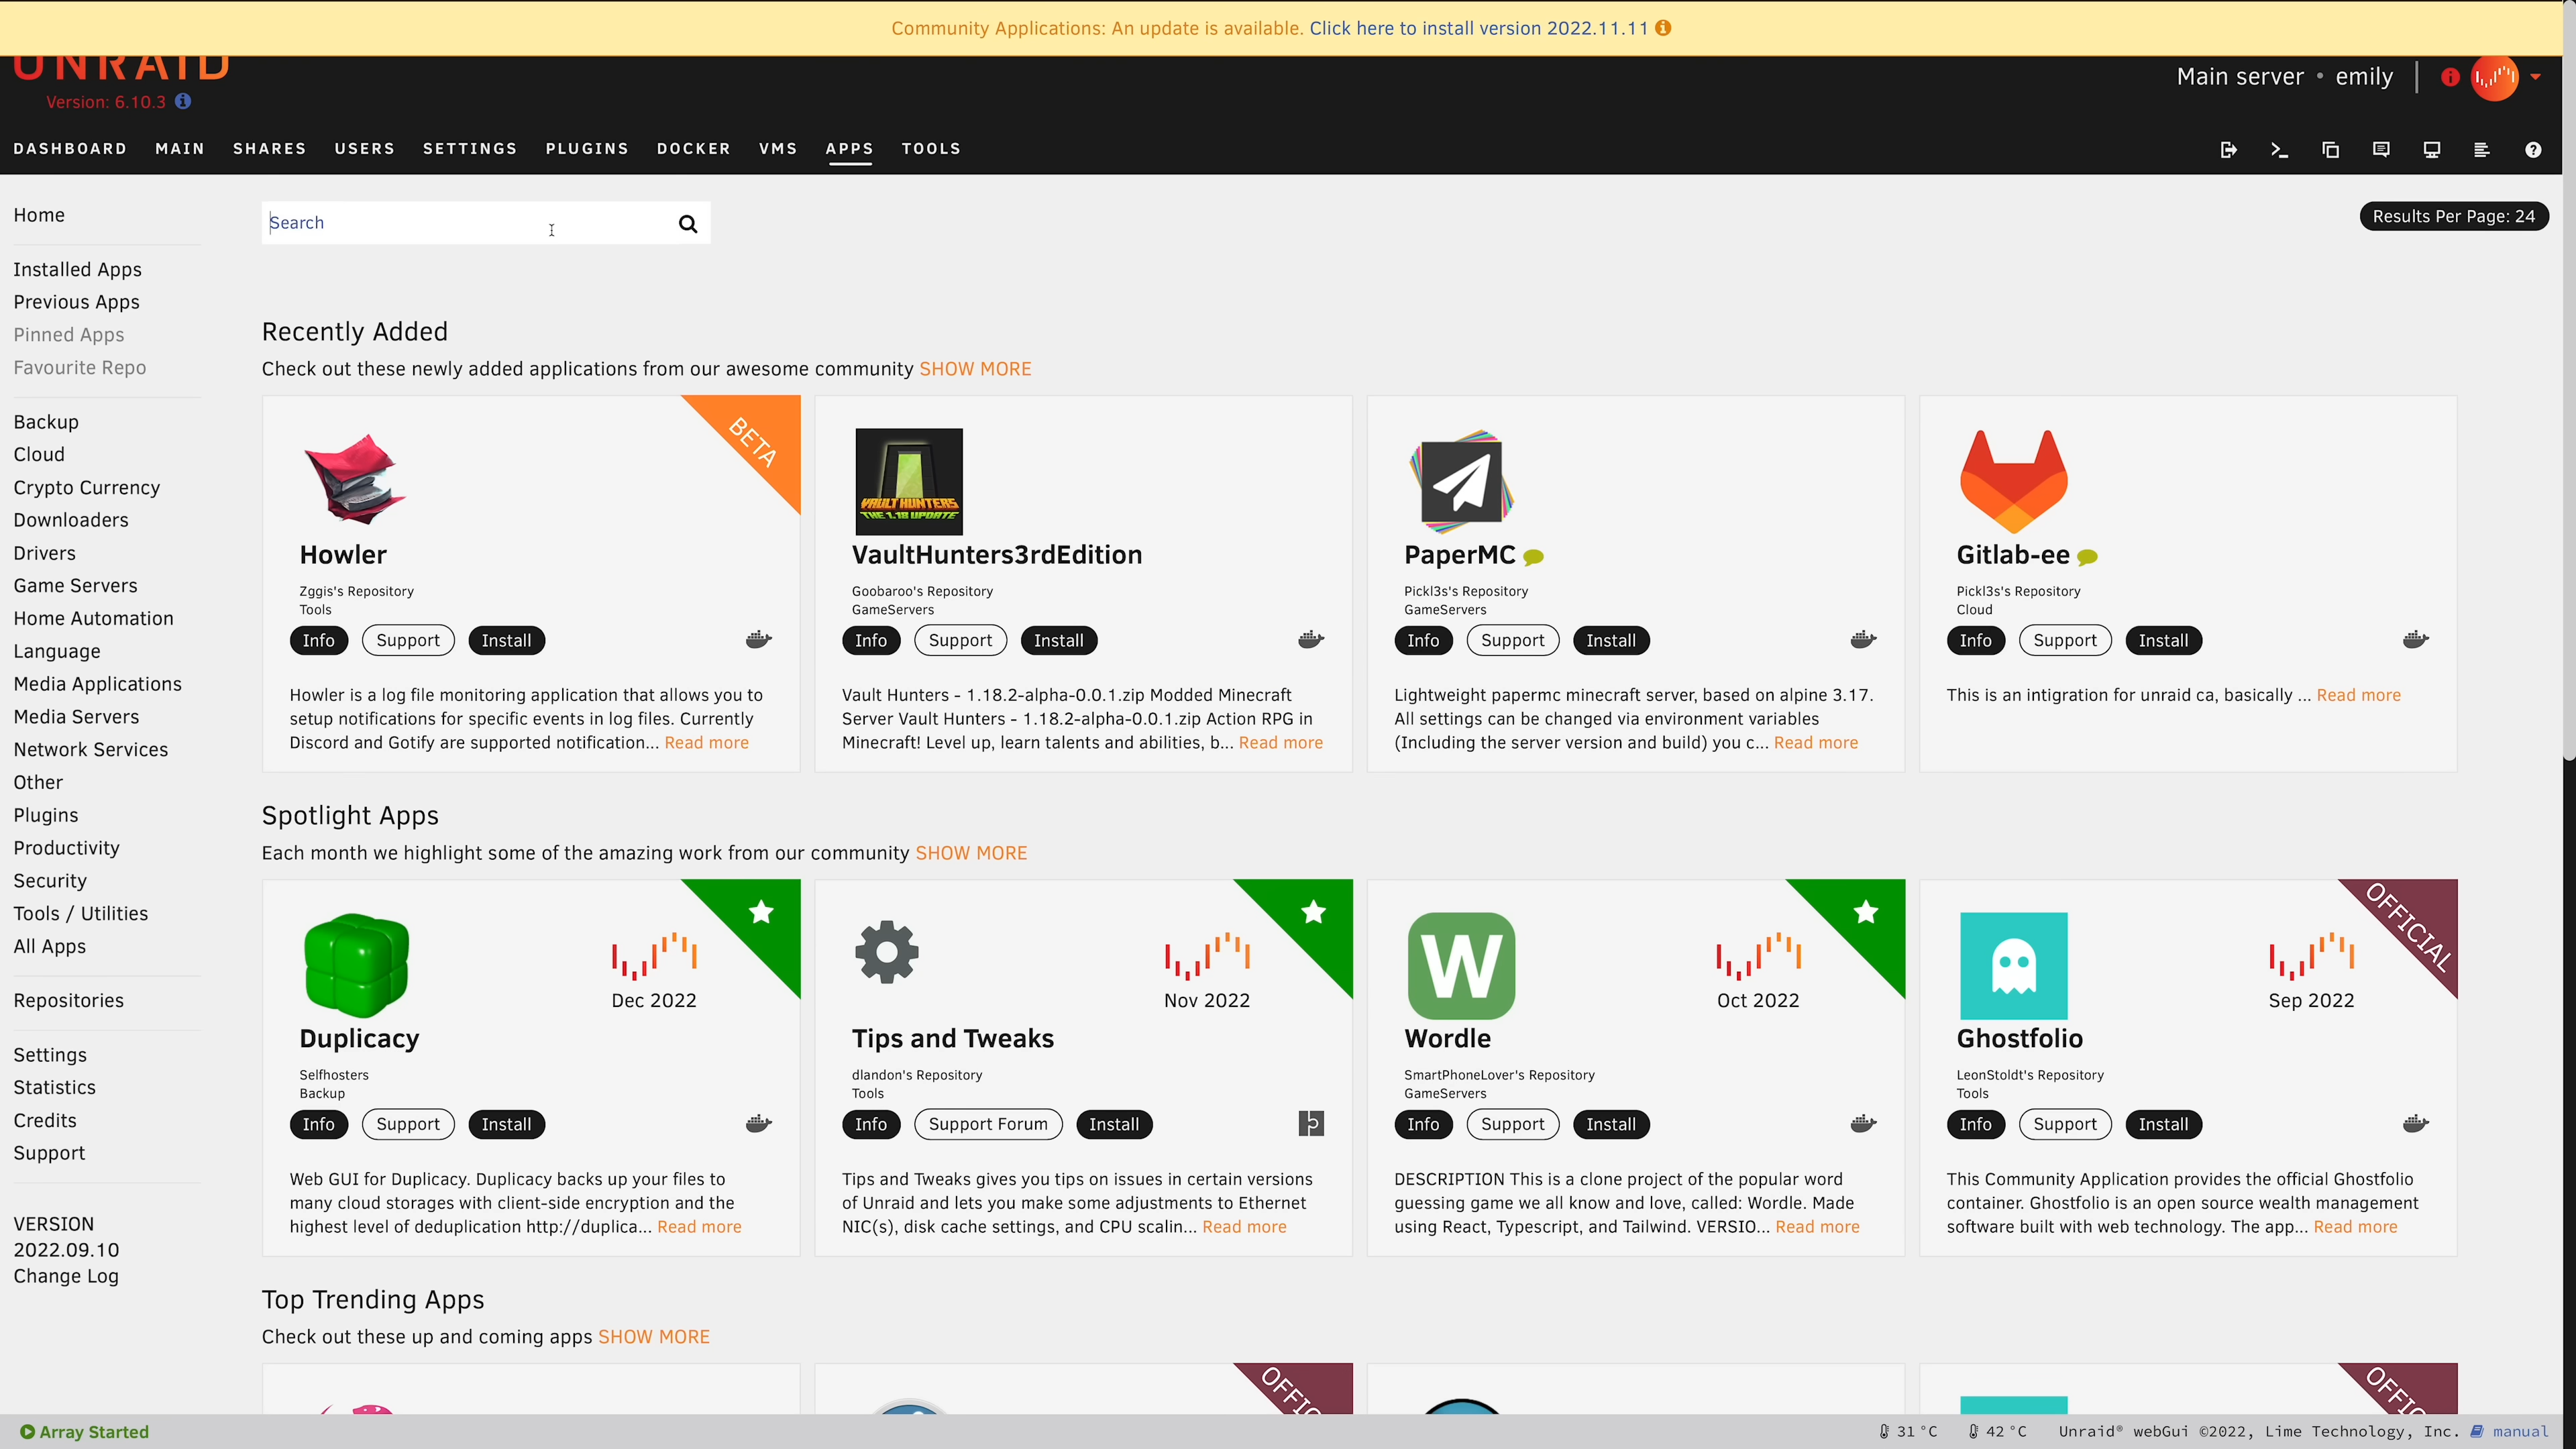 Community Applications: An update is available. Click here to install version 2022.11.11
UNRAID
Version: 6.10.3
Main server • emily
DASHBOARD MAIN SHARES USERS SETTINGS PLUGINS DOCKER VMS APPS TOOLS
Home
Installed Apps
Previous Apps
Pinned Apps
Favourite Repo
Backup
Cloud
Crypto Currency
Downloaders
Drivers
Game Servers
Home Automation
Language
Media Applications
Media Servers
Network Services
Other
Plugins
Productivity
Security
Tools / Utilities
All Apps
Repositories
Settings
Statistics
Credits
Support
VERSION
2022.09.10
Change Log
Search
Results Per Page: 24
Recently Added
Check out these newly added applications from our awesome community SHOW MORE
BETA
Howler
Zggis's Repository
Tools
Info Support Install
Howler is a log file monitoring application that allows you to
setup notifications for specific events in log files. Currently
Discord and Gotify are supported notification... Read more
VAULT HUNTERS
THE 1.18 UPDATE
VaultHunters3rdEdition
Goobaroo's Repository
GameServers
Info Support Install
Vault Hunters - 1.18.2-alpha-0.0.1.zip Modded Minecraft
Server Vault Hunters - 1.18.2-alpha-0.0.1.zip Action RPG in
Minecraft! Level up, learn talents and abilities, b... Read more
PaperMC
Pickl3s's Repository
GameServers
Info Support Install
Lightweight papermc minecraft server, based on alpine 3.17.
All settings can be changed via environment variables
(Including the server version and build) you c... Read more
Gitlab-ee
Pickl3s's Repository
Cloud
Info Support Install
This is an intigration for unraid ca, basically ... Read more
Spotlight Apps
Each month we highlight some of the amazing work from our community SHOW MORE
Dec 2022
Duplicacy
Selfhosters
Backup
Info Support Install
Web GUI for Duplicacy. Duplicacy backs up your files to
many cloud storages with client-side encryption and the
highest level of deduplication http://duplica... Read more
Nov 2022
Tips and Tweaks
dlandon's Repository
Tools
Info Support Forum Install
Tips and Tweaks gives you tips on issues in certain versions
of Unraid and lets you make some adjustments to Ethernet
NIC(s), disk cache settings, and CPU scalin... Read more
W
Oct 2022
Wordle
SmartPhoneLover's Repository
GameServers
Info Support Install
DESCRIPTION This is a clone project of the popular word
guessing game we all know and love, called: Wordle. Made
using React, Typescript, and Tailwind. VERSIO... Read more
OFFICIAL
Sep 2022
Ghostfolio
LeonStoldt's Repository
Tools
Info Support Install
This Community Application provides the official Ghostfolio
container. Ghostfolio is an open source wealth management
software built with web technology. The app... Read more
Top Trending Apps
Check out these up and coming apps SHOW MORE
OFFIC
OFFIC
Array Started
31 °C 42 °C Unraid® webGui ©2022, Lime Technology, Inc. manual